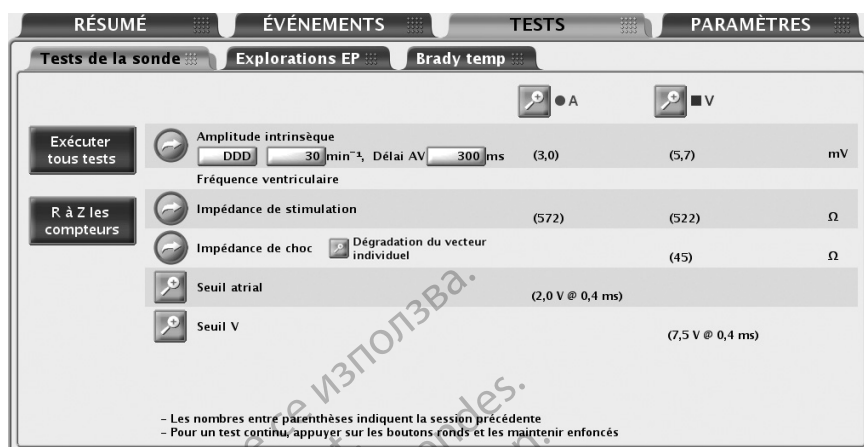 RÉSUMÉ ÉVÉNEMENTS TESTS PARAMÈTRES
Tests de la sonde Explorations EP Brady temp
A V
Exécuter
tous tests
Amplitude intrinsèque
DDD 30 min⁻¹, Délai AV 300 ms (3,0) (5,7) mV
Fréquence ventriculaire
R à Z les
compteurs
Impédance de stimulation (572) (522) Ω
Impédance de choc Dégradation du vecteur
individuel (45) Ω
Seuil atrial (2,0 V @ 0,4 ms)
Seuil V (7,5 V @ 0,4 ms)
- Les nombres entre parenthèses indiquent la session précédente
- Pour un test continu, appuyer sur les boutons ronds et les maintenir enfoncés
се използва.